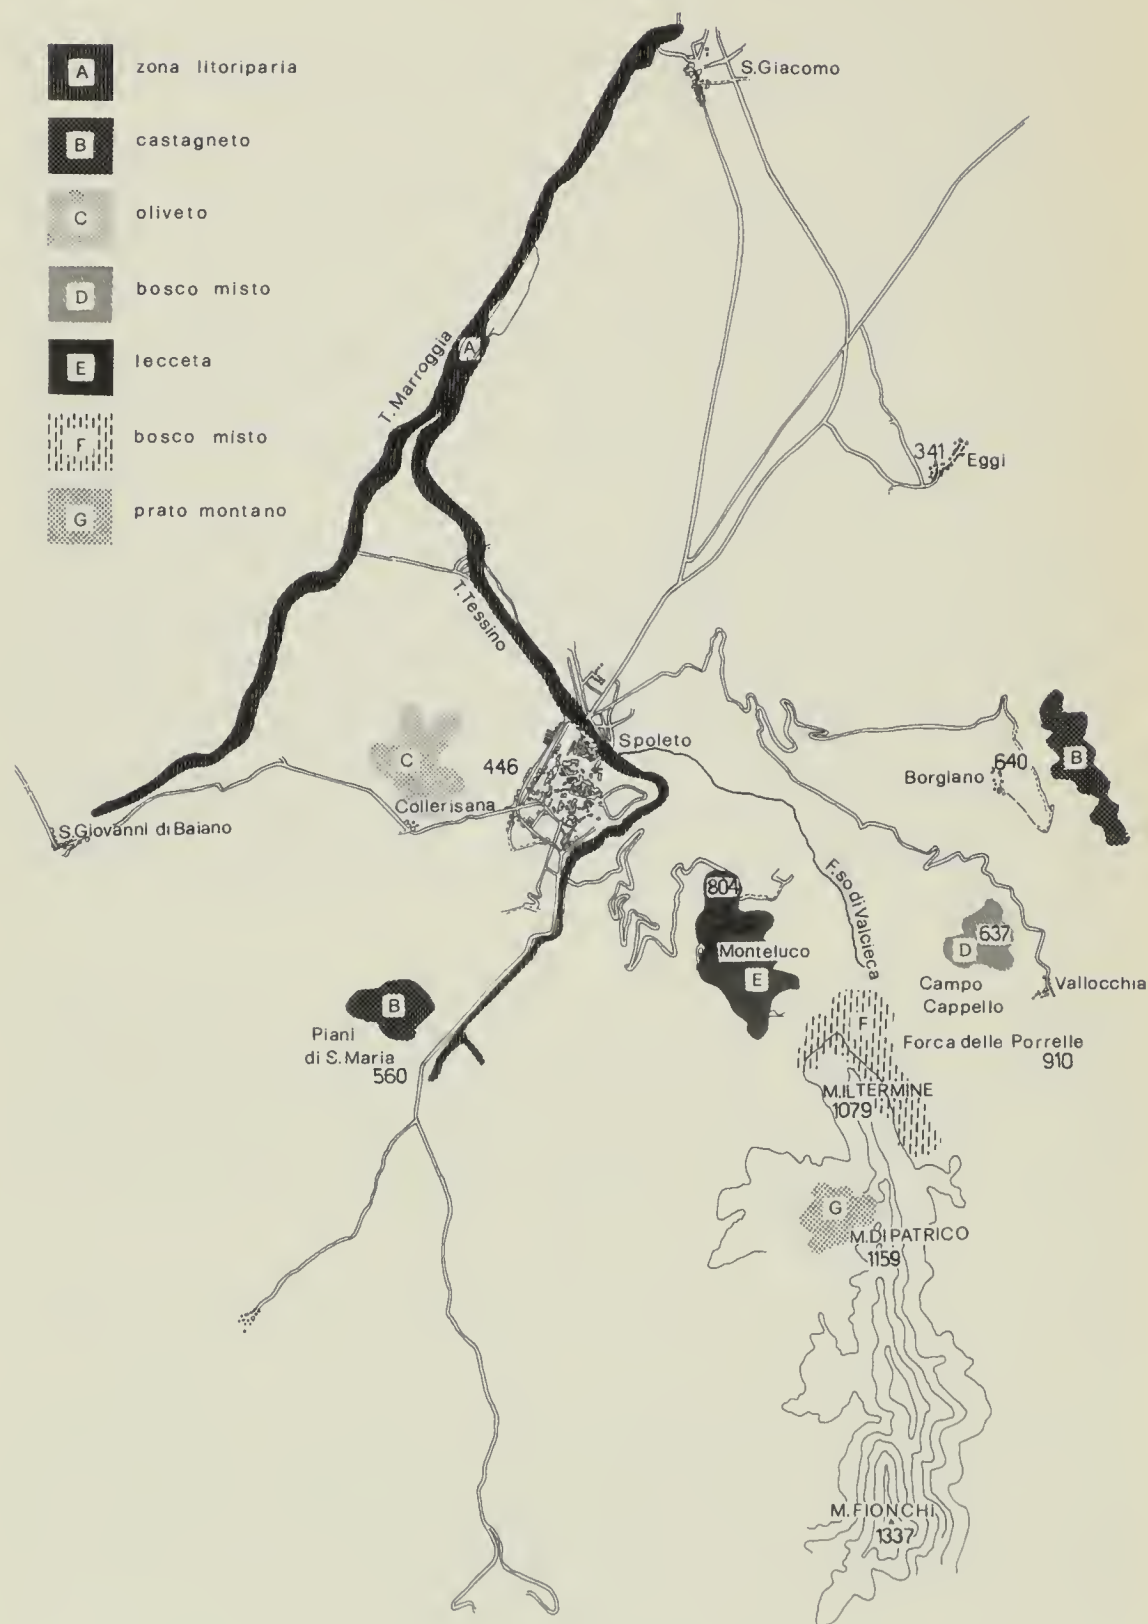 A zona litoriparia
B castagneto
C oliveto
D bosco misto
E lecceta
F bosco misto
G prato montano
S.Giacomo
T. Marroggia
A
341 Eggi
T. Tessino
Spoleto
C
446
Collerisana
S.Giovanni di Baiano
640
Borgiano
B
804
F.so di Valcieca
Monteluco
E
637
D
Campo
Cappello
Vallocchia
B
Piani
di S. Maria
560
F
Forca delle Porrelle
910
M.IL TERMINE
1079
G
M.DI PATRICO
1159
M.FIONCHI
1337